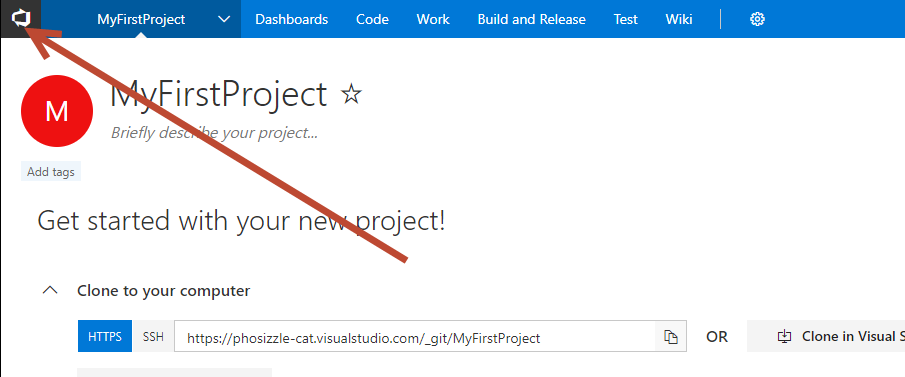 MyFirstProject Dashboards Code Work Build and Release Test Wiki
M
MyFirstProject
Briefly describe your project...
Add tags
Get started with your new project!
Clone to your computer
HTTPS SSH https://phosizzle-cat.visualstudio.com/_git/MyFirstProject OR Clone in Visual S